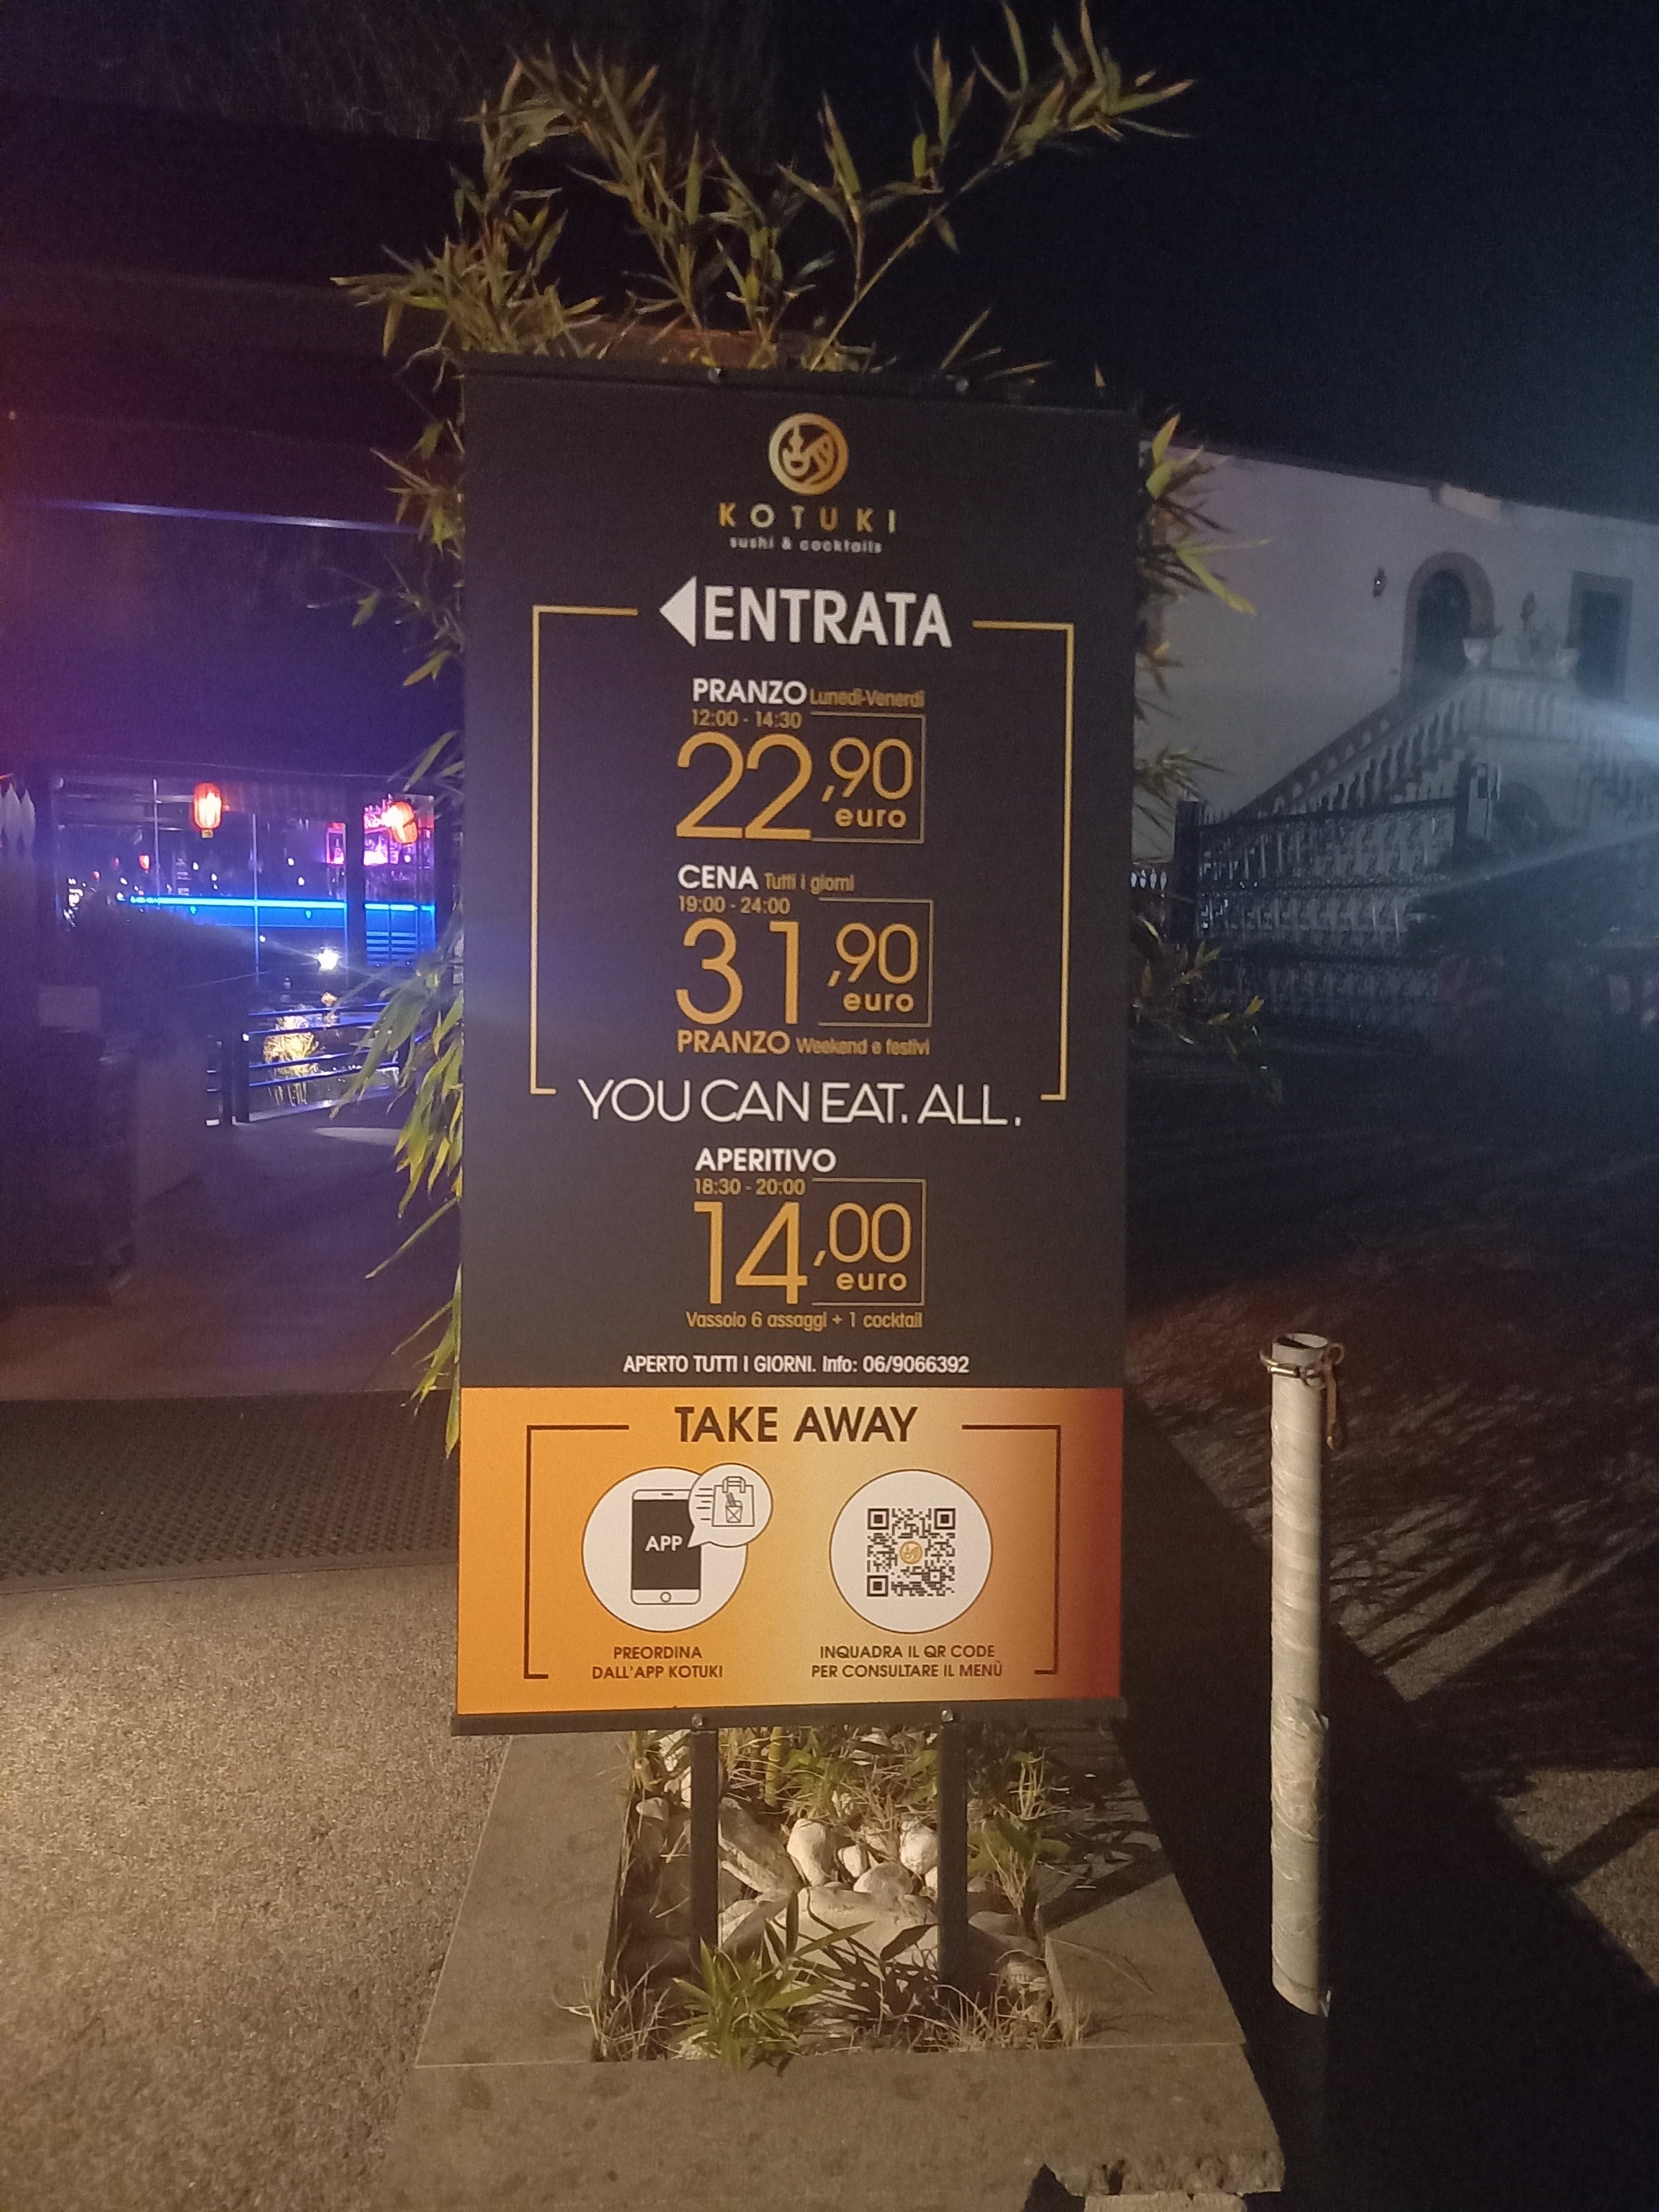 KOTUKI
sushi & cocktails
ENTRATA
PRANZO Lunedì-Venerdì
12:00 - 14:30
22,90
euro
CENA Tutti i giorni
19:00 - 24:00
31,90
euro
PRANZO Weekend e festivi
YOU CAN EAT. ALL.
APERITIVO
18:30 - 20:00
14,00
euro
Vassoio 6 assaggi + 1 cocktail
APERTO TUTTI I GIORNI. Info: 06/9066392
TAKE AWAY
APP
PREORDINA
DALL'APP KOTUKI
INQUADRA IL QR CODE
PER CONSULTARE IL MENÙ